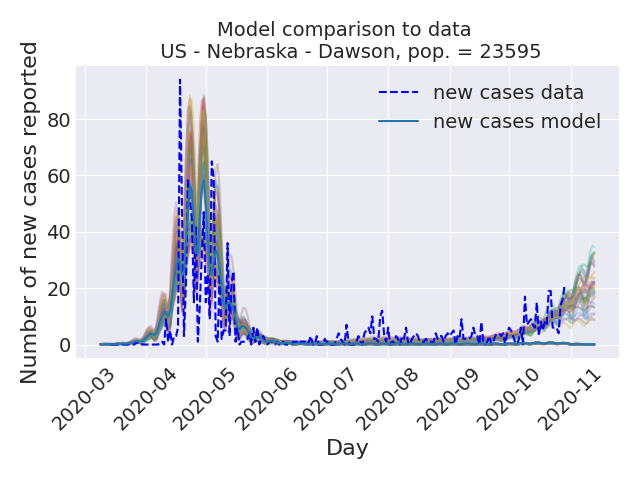 Model comparison to data
US - Nebraska - Dawson, pop. = 23595
Number of new cases reported
new cases data
new cases model
80
60
40
20
0
2020-03
2020-04
2020-05
2020-06
2020-07
2020-08
2020-09
2020-10
2020-11
Day